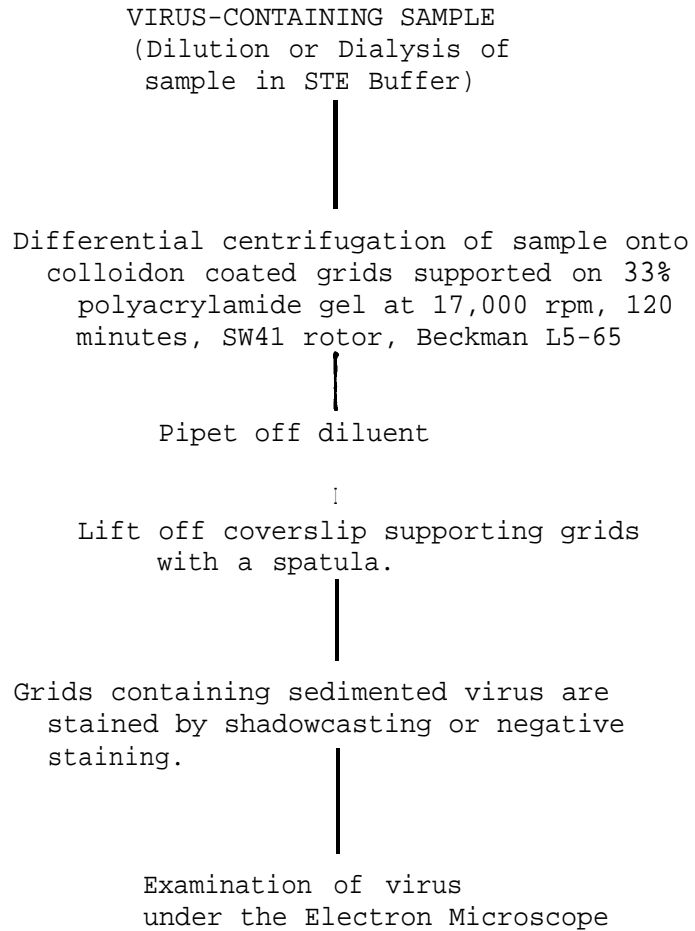 VIRUS-CONTAINING SAMPLE
(Dilution or Dialysis of
sample in STE Buffer)
Differential centrifugation of sample onto
colloidon coated grids supported on 33%
polyacrylamide gel at 17,000 rpm, 120
minutes, SW41 rotor, Beckman L5-65
Pipet off diluent
Lift off coverslip supporting grids
with a spatula.
Grids containing sedimented virus are
stained by shadowcasting or negative
staining.
Examination of virus
under the Electron Microscope